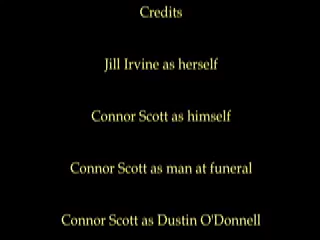 Credits
Jill Irvine as herself
Connor Scott as himself
Connor Scott as man at funeral
Connor Scott as Dustin O'Donnell